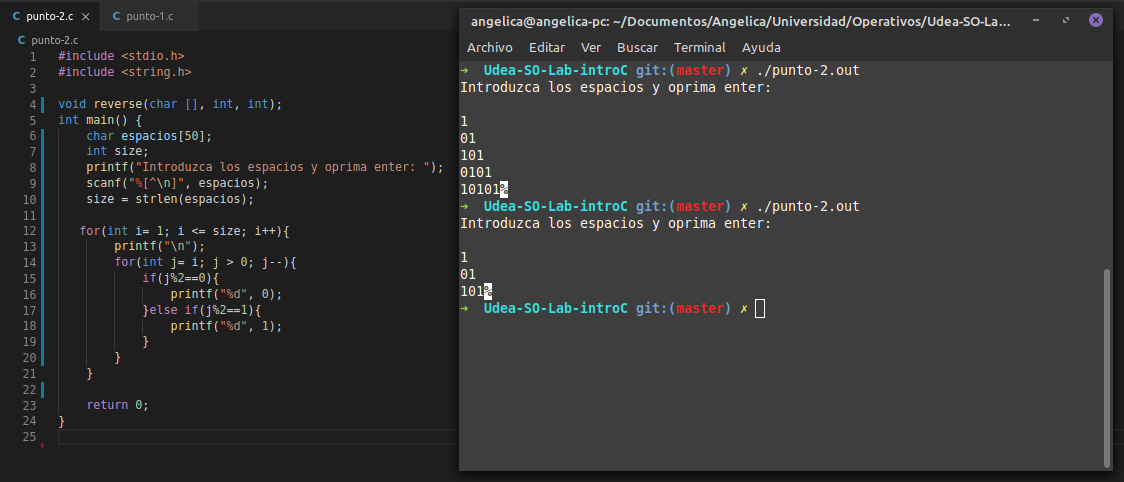 punto-2.c
punto-1.c
punto-2.c
1 #include <stdio.h>
2 #include <string.h>
3
4 void reverse(char [], int, int);
5 int main() {
6     char espacios[50];
7     int size;
8     printf("Introduzca los espacios y oprima enter: ");
9     scanf("%[^\n]", espacios);
10     size = strlen(espacios);
11
12    for(int i= 1; i <= size; i++){
13         printf("\n");
14         for(int j= i; j > 0; j--){
15             if(j%2==0){
16                 printf("%d", 0);
17             }else if(j%2==1){
18                 printf("%d", 1);
19             }
20         }
21     }
22
23     return 0;
24 }
25
angelica@angelica-pc: ~/Documentos/Angelica/Universidad/Operativos/Udea-SO-La...
Archivo Editar Ver Buscar Terminal Ayuda
➜ Udea-SO-Lab-introC git:(master) ✗ ./punto-2.out
Introduzca los espacios y oprima enter:
1
01
101
0101
10101%
➜ Udea-SO-Lab-introC git:(master) ✗ ./punto-2.out
Introduzca los espacios y oprima enter:
1
01
101%
➜ Udea-SO-Lab-introC git:(master) ✗